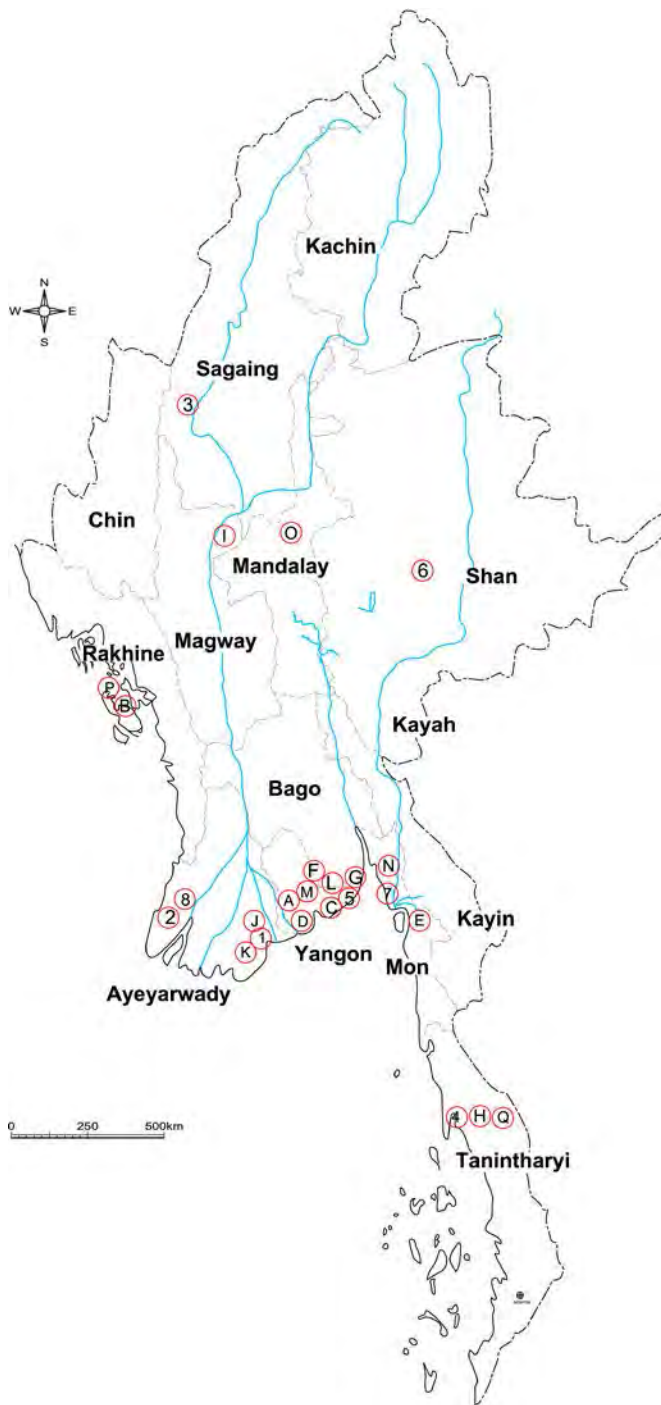 Kachin
N
W E
S
Sagaing
3
Chin
I
O
Mandalay
6
Shan
Magway
Rakhine
P
B
Kayah
Bago
F
L
G
N
M
A
5
7
8
2
C
D
E
J
1
K
Kayin
Yangon
Mon
Ayeyarwady
4
H
Q
0 250 500km
Tanintharyi